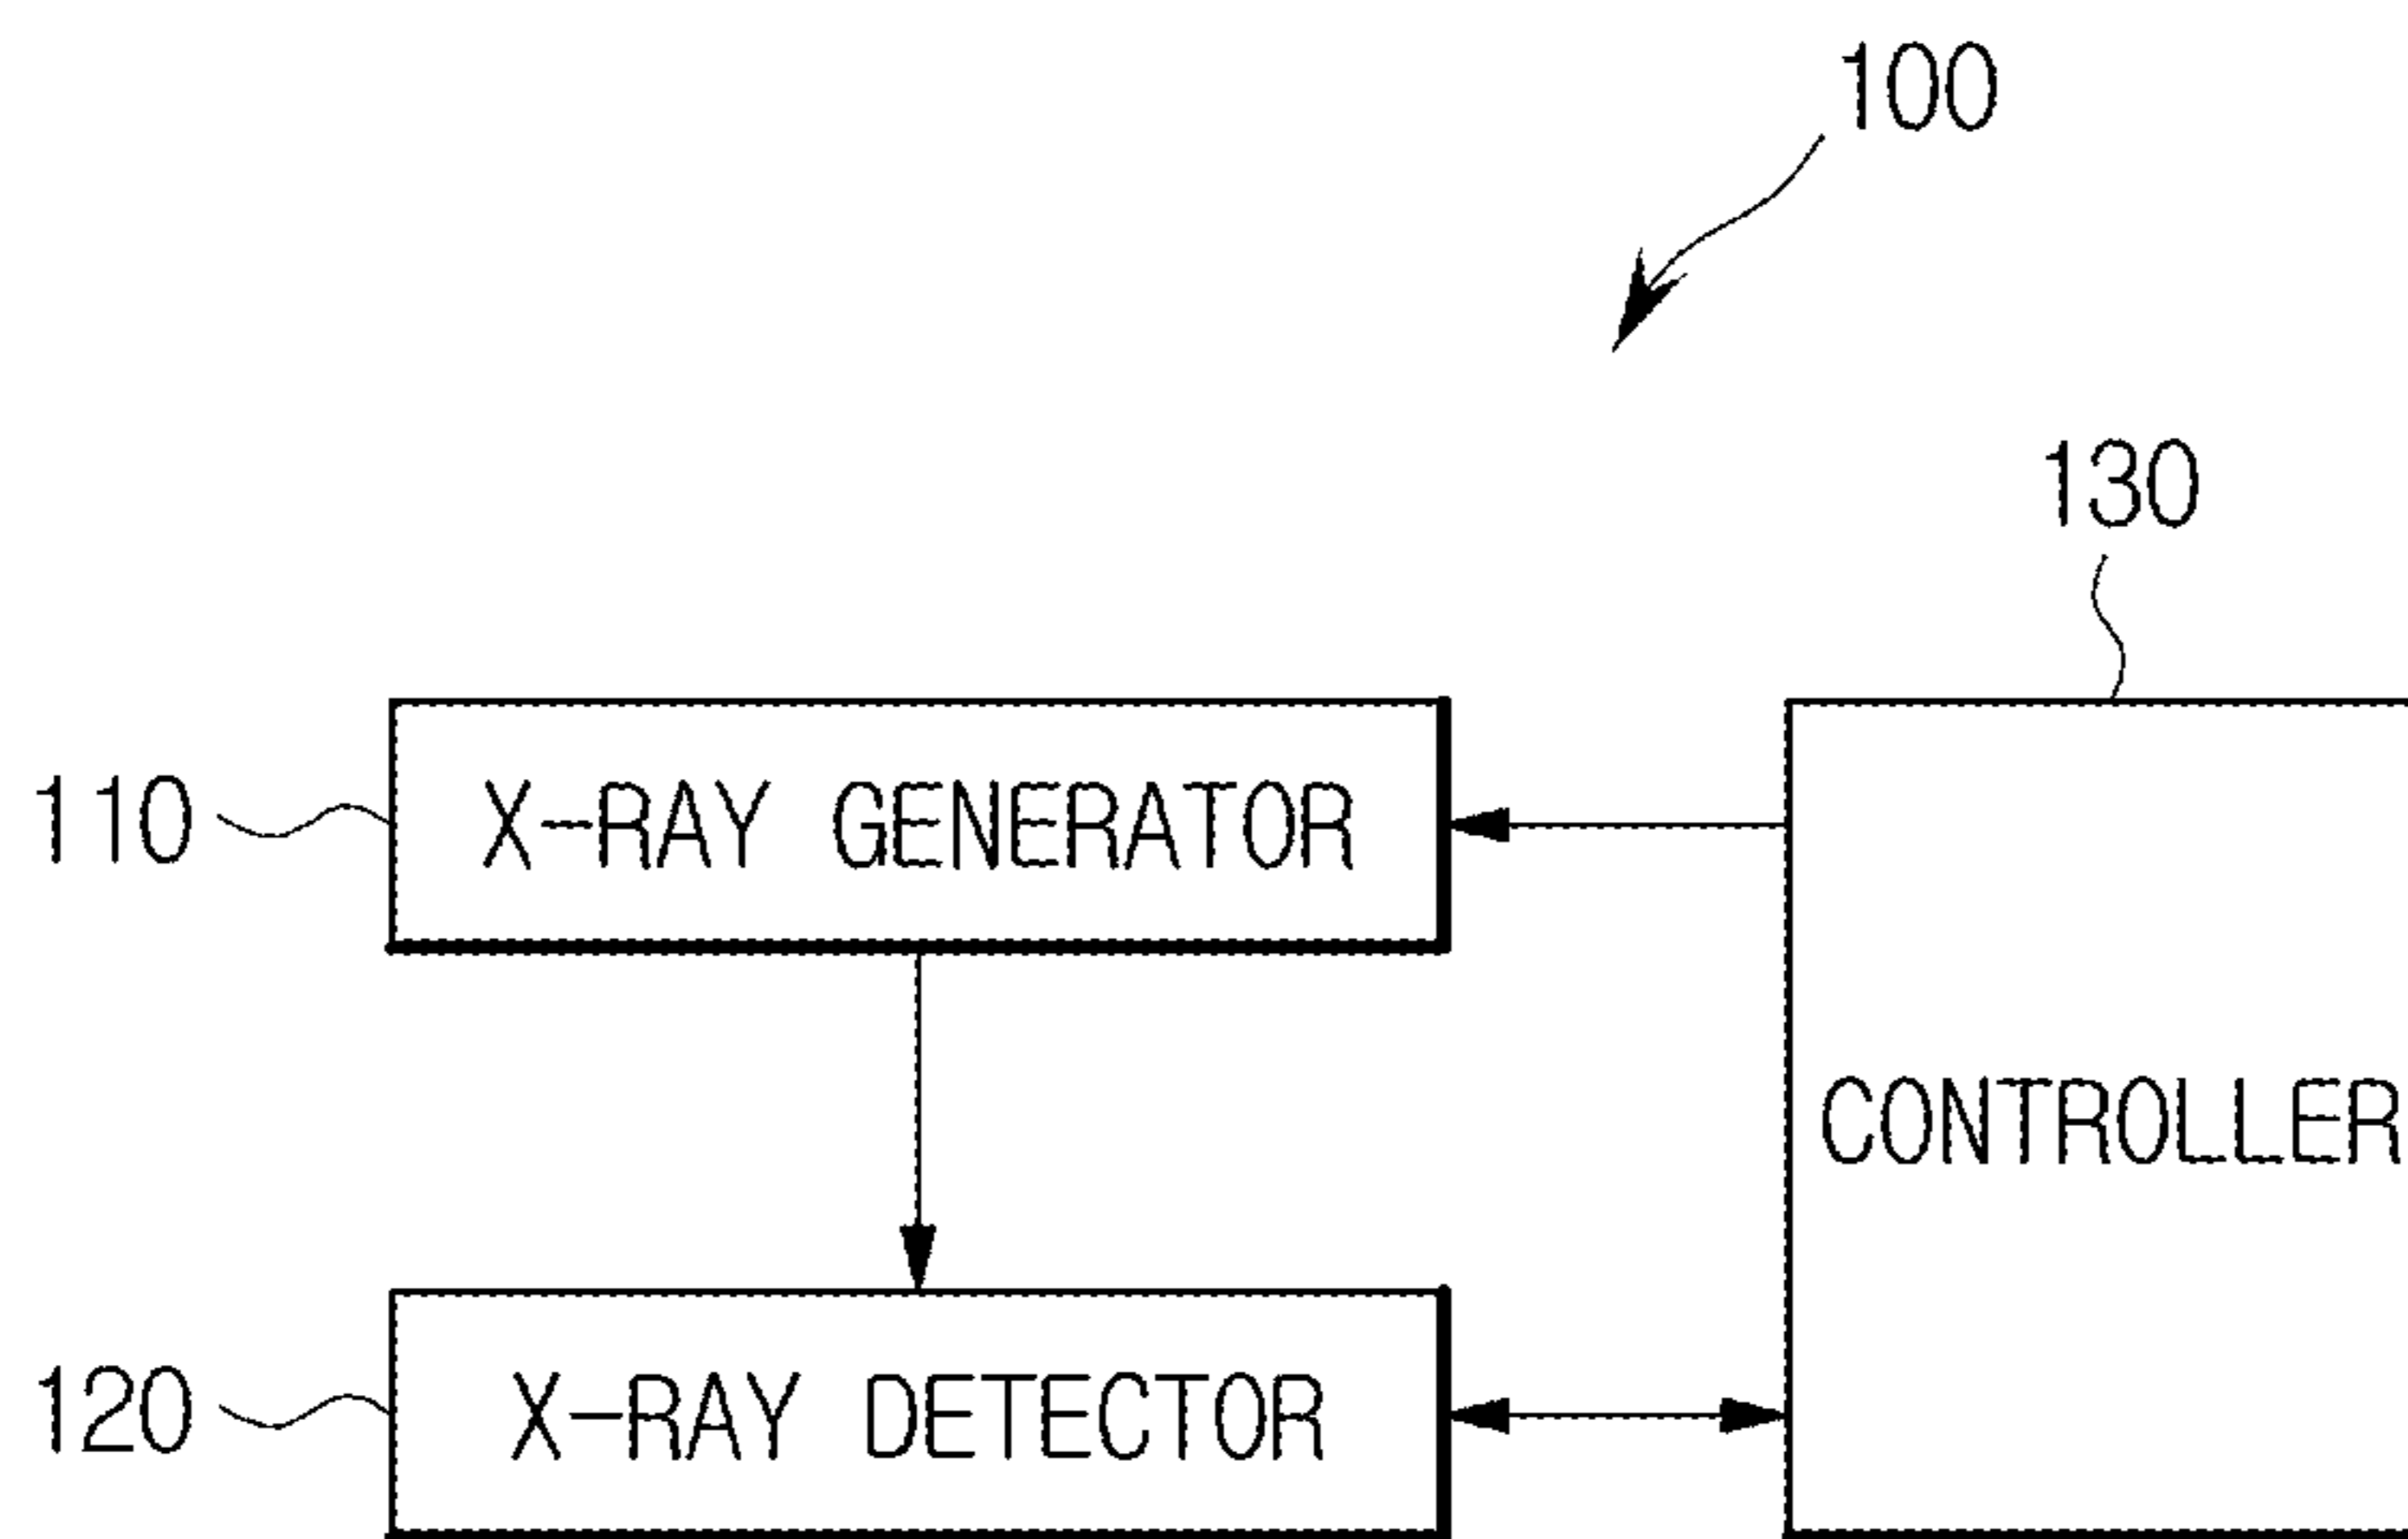 100
130
110
X-RAY GENERATOR
CONTROLLER
120
X-RAY DETECTOR